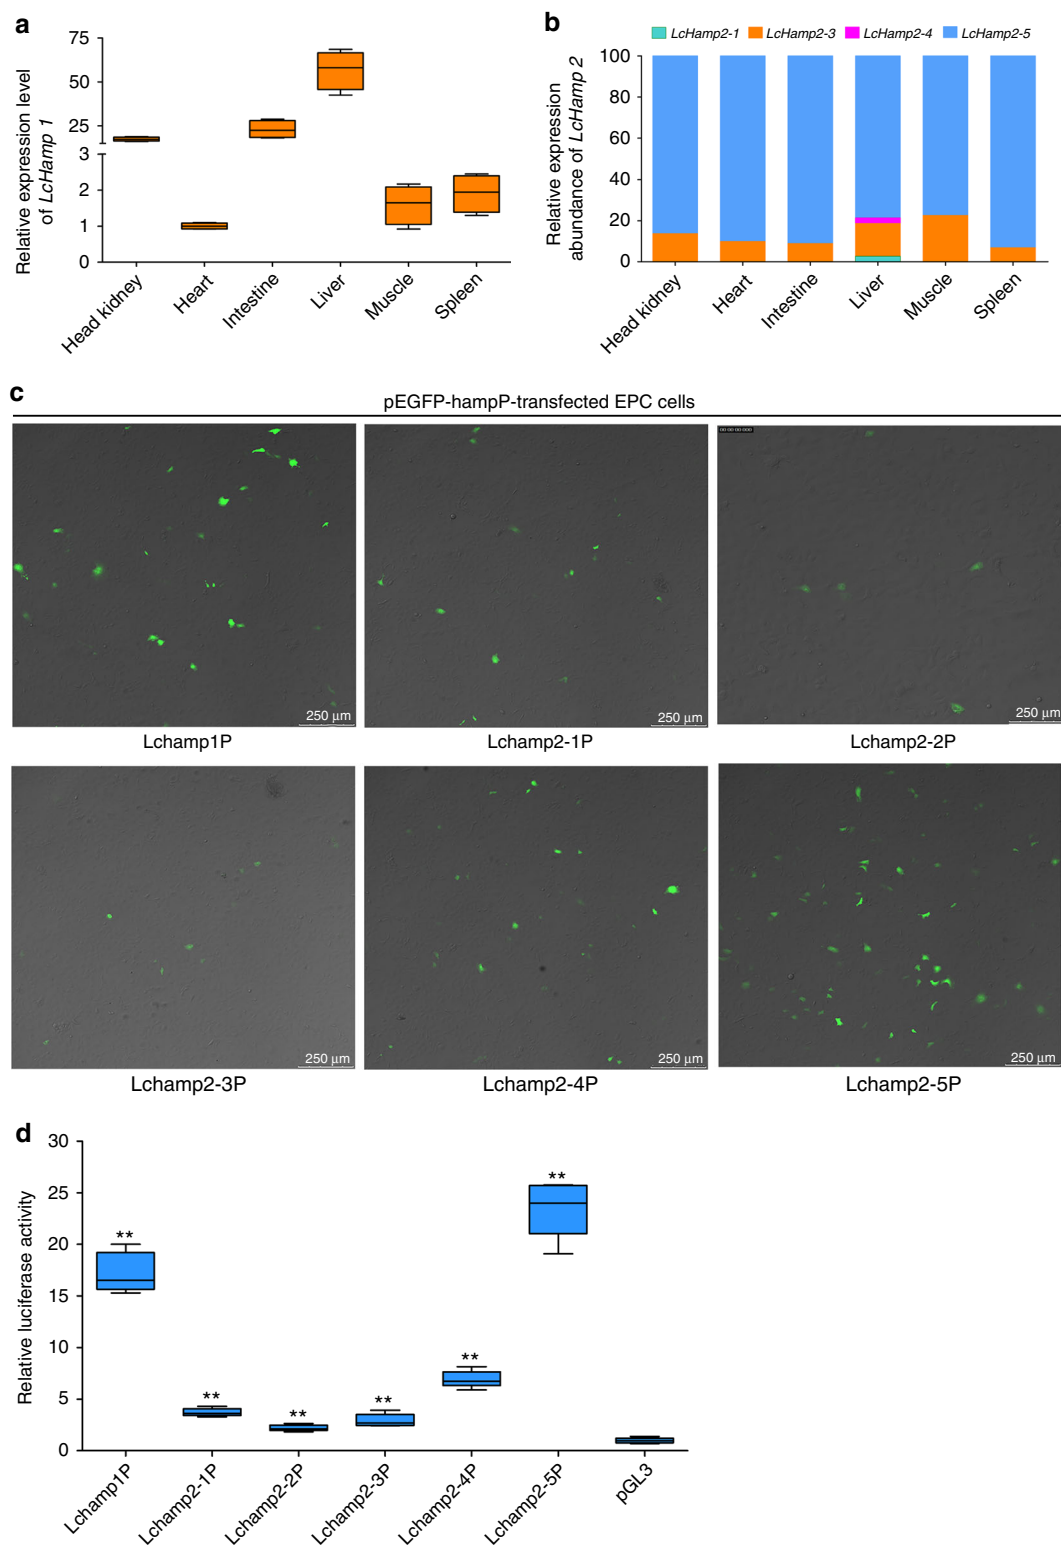 a
Relative expression level
of LcHamp 1
75
50
25
3
2
1
0
Head kidney
Heart
Intestine
Liver
Muscle
Spleen
b
LcHamp2-1
LcHamp2-3
LcHamp2-4
LcHamp2-5
Relative expression
abundance of LcHamp 2
100
80
60
40
20
0
Head kidney
Heart
Intestine
Liver
Muscle
Spleen
c
pEGFP-hampP-transfected EPC cells
250 μm
250 μm
00:00:00.000
250 μm
Lchamp1P
Lchamp2-1P
Lchamp2-2P
250 μm
250 μm
250 μm
Lchamp2-3P
Lchamp2-4P
Lchamp2-5P
d
Relative luciferase activity
30
25
20
15
10
5
0
**
**
**
**
**
**
Lchamp1P
Lchamp2-1P
Lchamp2-2P
Lchamp2-3P
Lchamp2-4P
Lchamp2-5P
pGL3